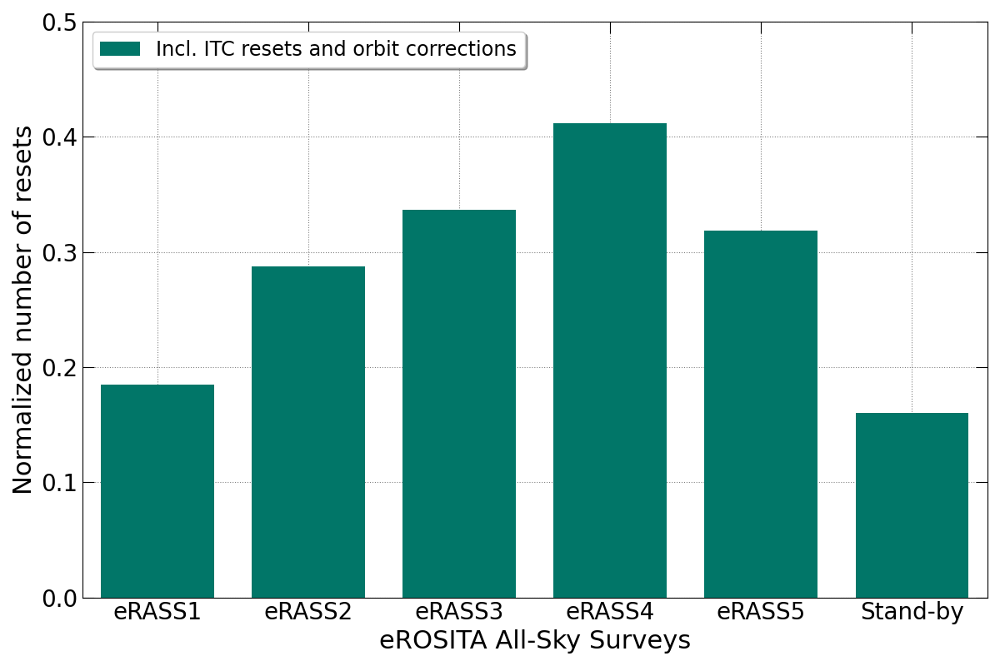 Incl. ITC resets and orbit corrections
Normalized number of resets
0.5
0.4
0.3
0.2
0.1
0.0
eRASS1 eRASS2 eRASS3 eRASS4 eRASS5 Stand-by
eROSITA All-Sky Surveys